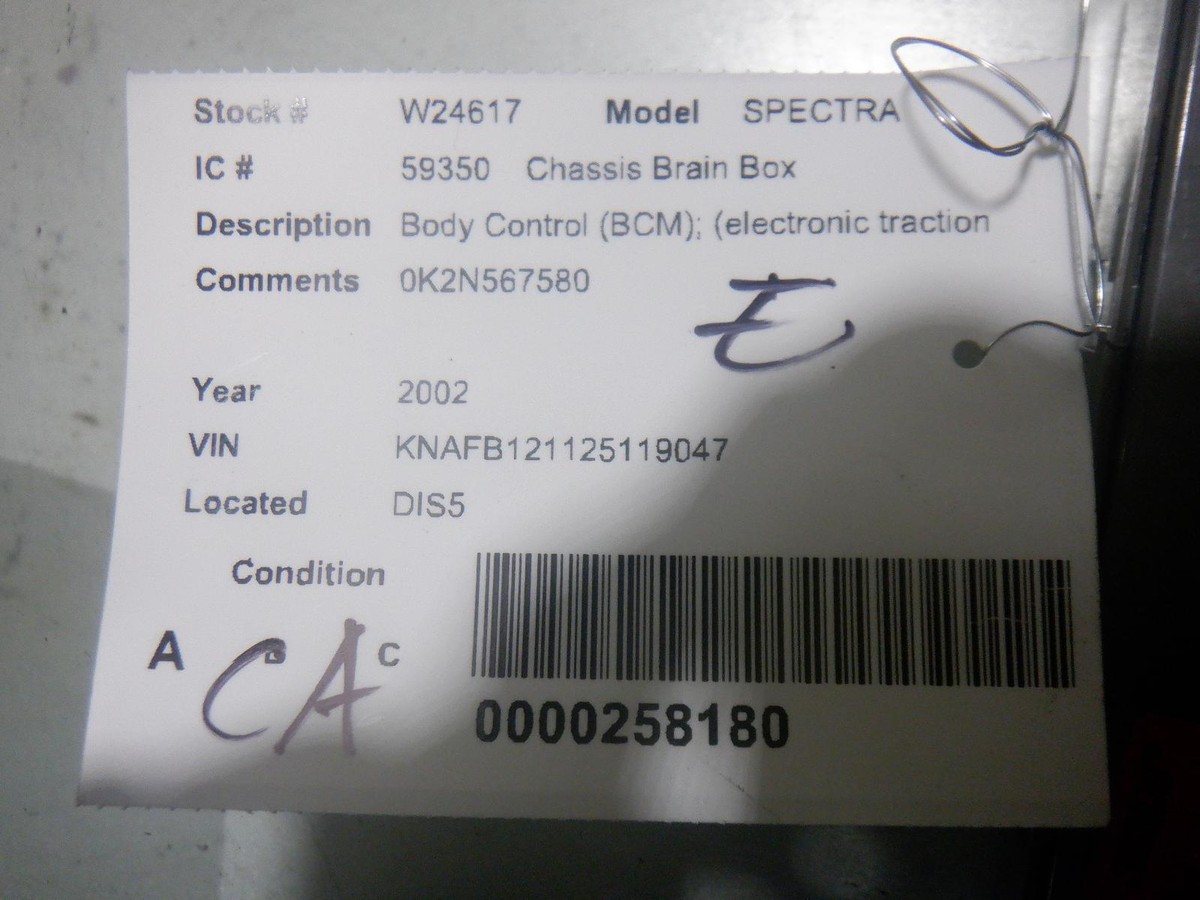 Stock # W24617 Model SPECTRA
IC # 59350 Chassis Brain Box
Description Body Control (BCM); (electronic traction
Comments 0K2N567580
E
Year 2002
VIN KNAFB121125119047
Located DIS5
Condition
A B C
CA
0000258180